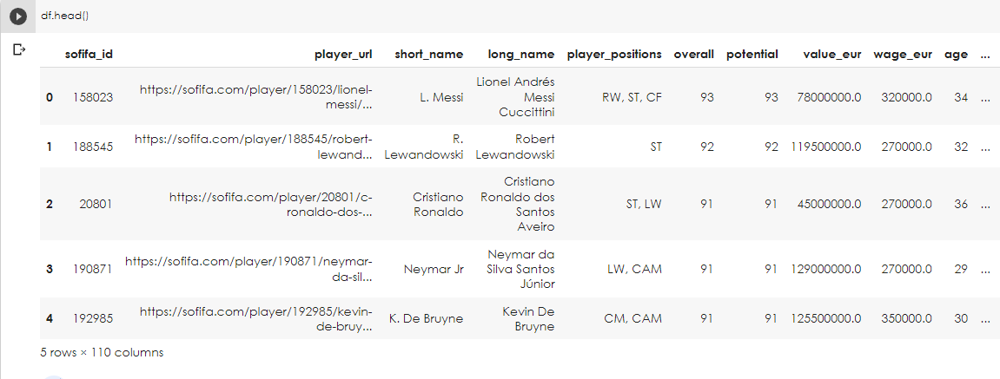 df.head()
sofifa_id player_url short_name long_name player_positions overall potential value_eur wage_eur age ...
0 158023 https://sofifa.com/player/158023/lionel-messi/... L. Messi Lionel Andrés Messi Cuccittini RW, ST, CF 93 93 78000000.0 320000.0 34 ...
1 188545 https://sofifa.com/player/188545/robert-lewand... R. Lewandowski Robert Lewandowski ST 92 92 119500000.0 270000.0 32 ...
2 20801 https://sofifa.com/player/20801/c-ronaldo-dos-... Cristiano Ronaldo Cristiano Ronaldo dos Santos Aveiro ST, LW 91 91 45000000.0 270000.0 36 ...
3 190871 https://sofifa.com/player/190871/neymar-da-sil... Neymar Jr Neymar da Silva Santos Júnior LW, CAM 91 91 129000000.0 270000.0 29 ...
4 192985 https://sofifa.com/player/192985/kevin-de-bruy... K. De Bruyne Kevin De Bruyne CM, CAM 91 91 125500000.0 350000.0 30 ...
5 rows × 110 columns